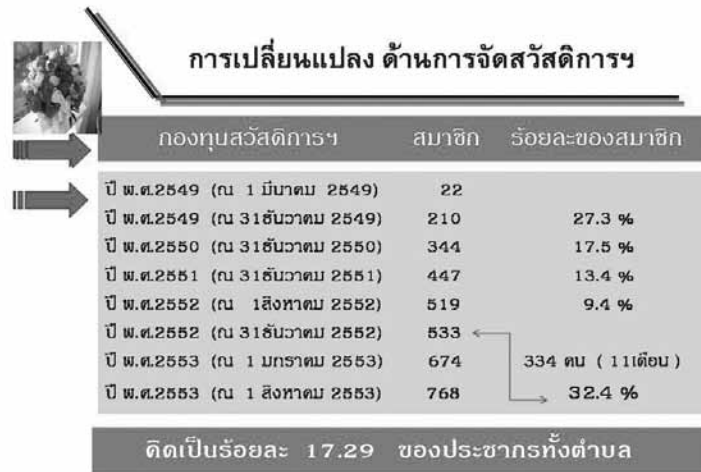 การเปลี่ยนแปลง ด้านการจัดสวัสดิการฯ
กองทุนสวัสดิการฯ สมาชิก ร้อยละของสมาชิก
ปี พ.ศ.2549 (ณ 1 มีนาคม 2549) 22
ปี พ.ศ.2549 (ณ 31ธันวาคม 2549) 210 27.3 %
ปี พ.ศ.2550 (ณ 31ธันวาคม 2550) 344 17.5 %
ปี พ.ศ.2551 (ณ 31ธันวาคม 2551) 447 13.4 %
ปี พ.ศ.2552 (ณ 1สิงหาคม 2552) 519 9.4 %
ปี พ.ศ.2552 (ณ 31ธันวาคม 2552) 533
ปี พ.ศ.2553 (ณ 1 มกราคม 2553) 674 334 คน ( 11เดือน )
ปี พ.ศ.2553 (ณ 1 สิงหาคม 2553) 768 32.4 %
คิดเป็นร้อยละ 17.29 ของประชากรทั้งตำบล